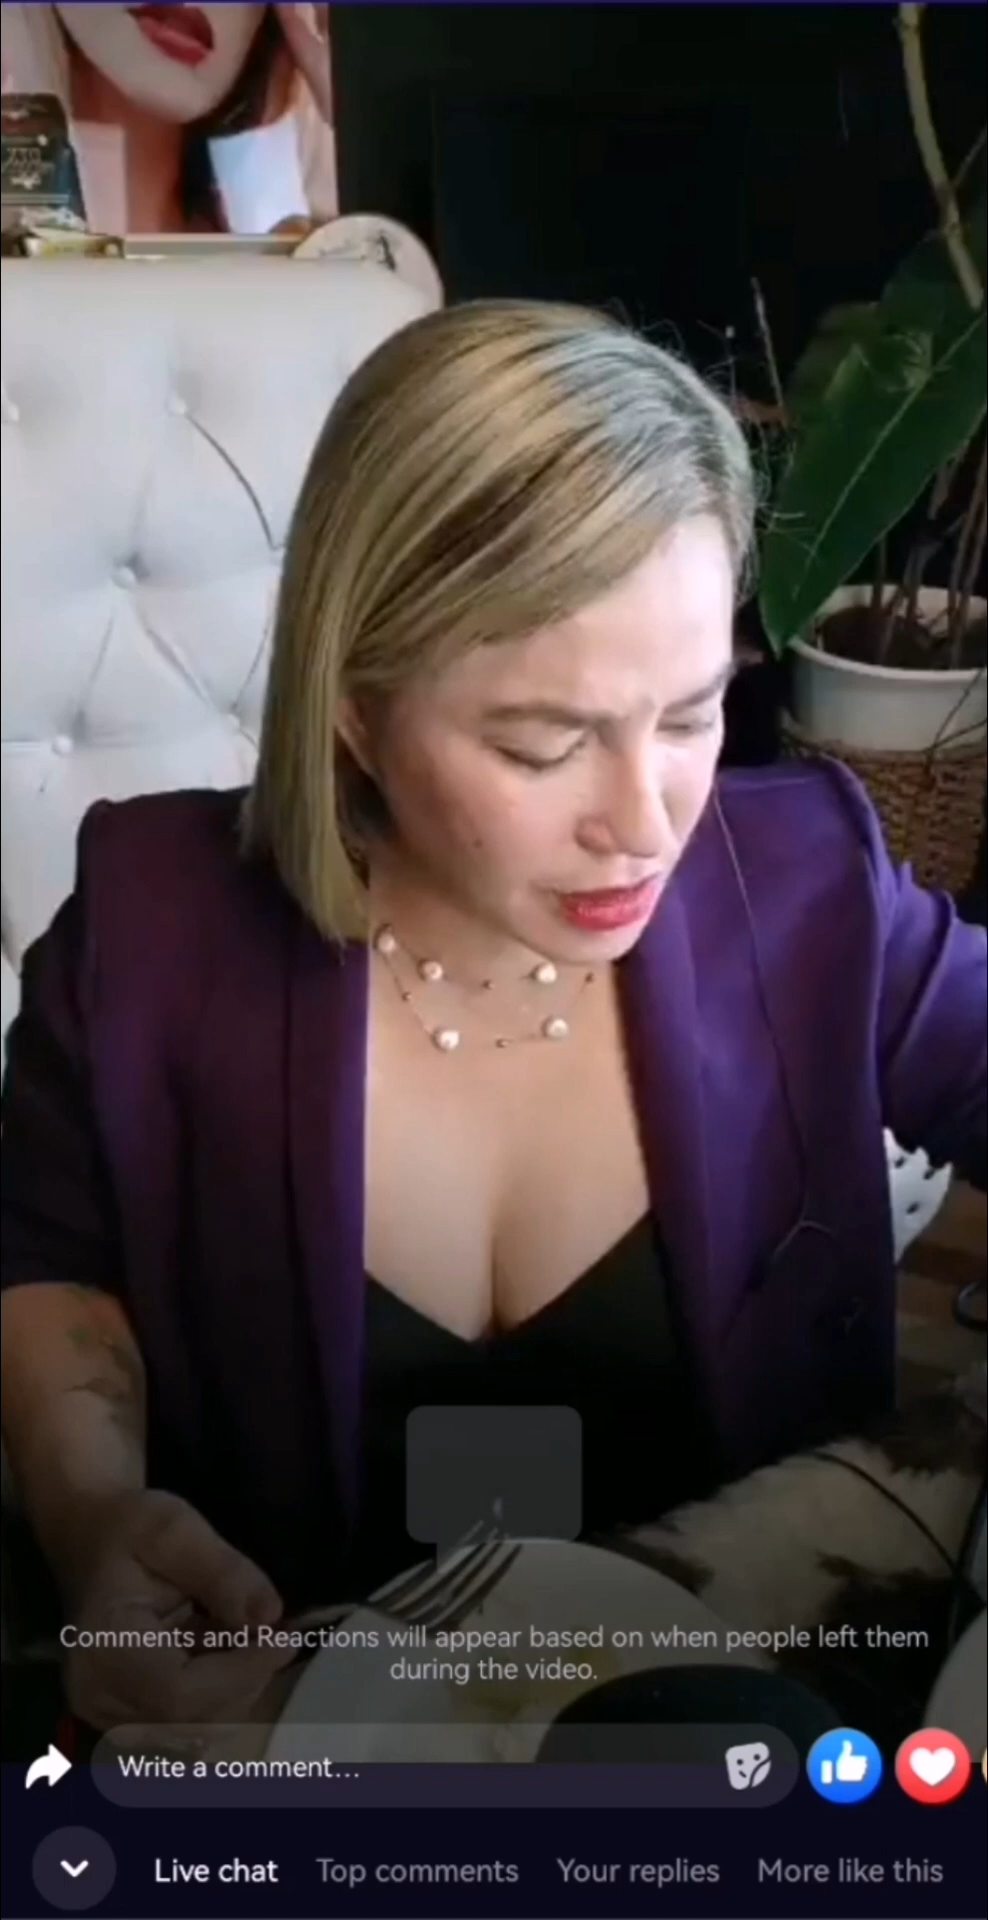 Comments and Reactions will appear based on when people left them
during the video.
Write a comment...
Live chat
Top comments
Your replies
More like this